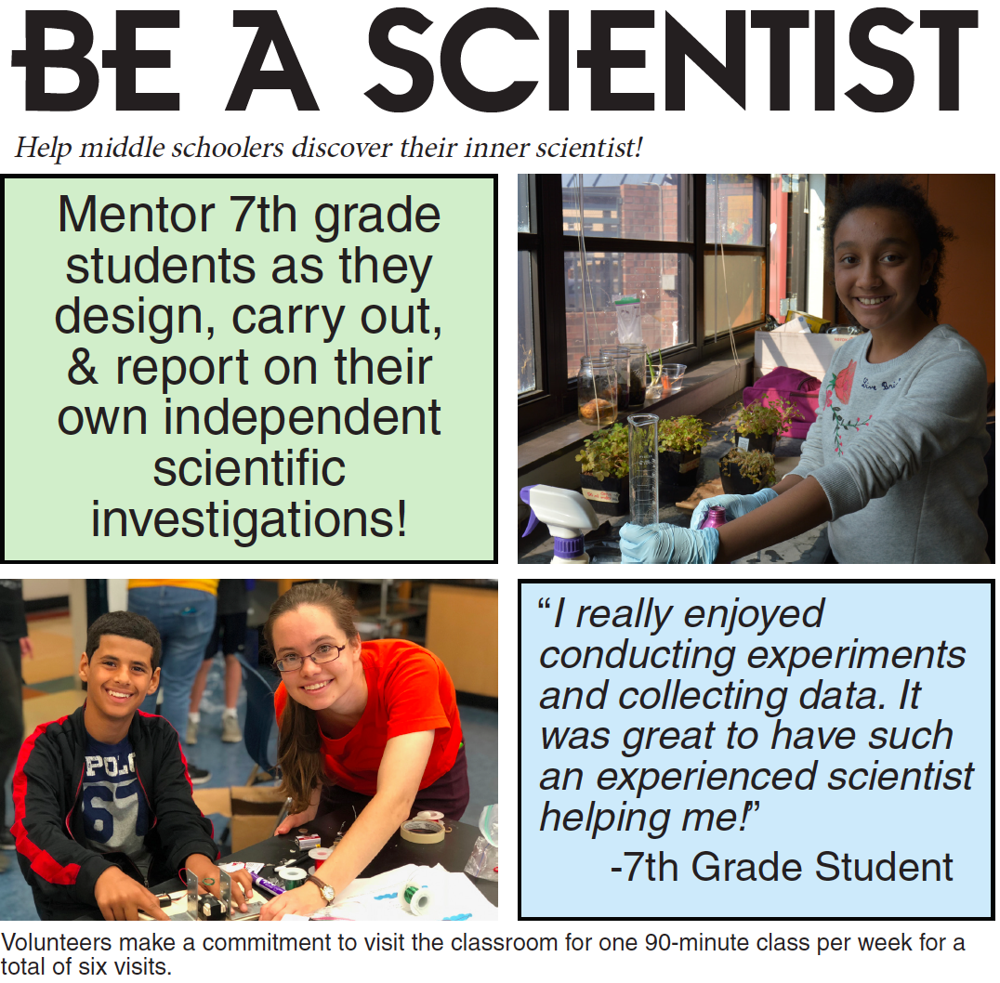 BE A SCIENTIST
Help middle schoolers discover their inner scientist!
Mentor 7th grade
students as they
design, carry out,
& report on their
own independent
scientific
investigations!
POLO
67
“I really enjoyed
conducting experiments
and collecting data. It
was great to have such
an experienced scientist
helping me!”
-7th Grade Student
Volunteers make a commitment to visit the classroom for one 90-minute class per week for a
total of six visits.